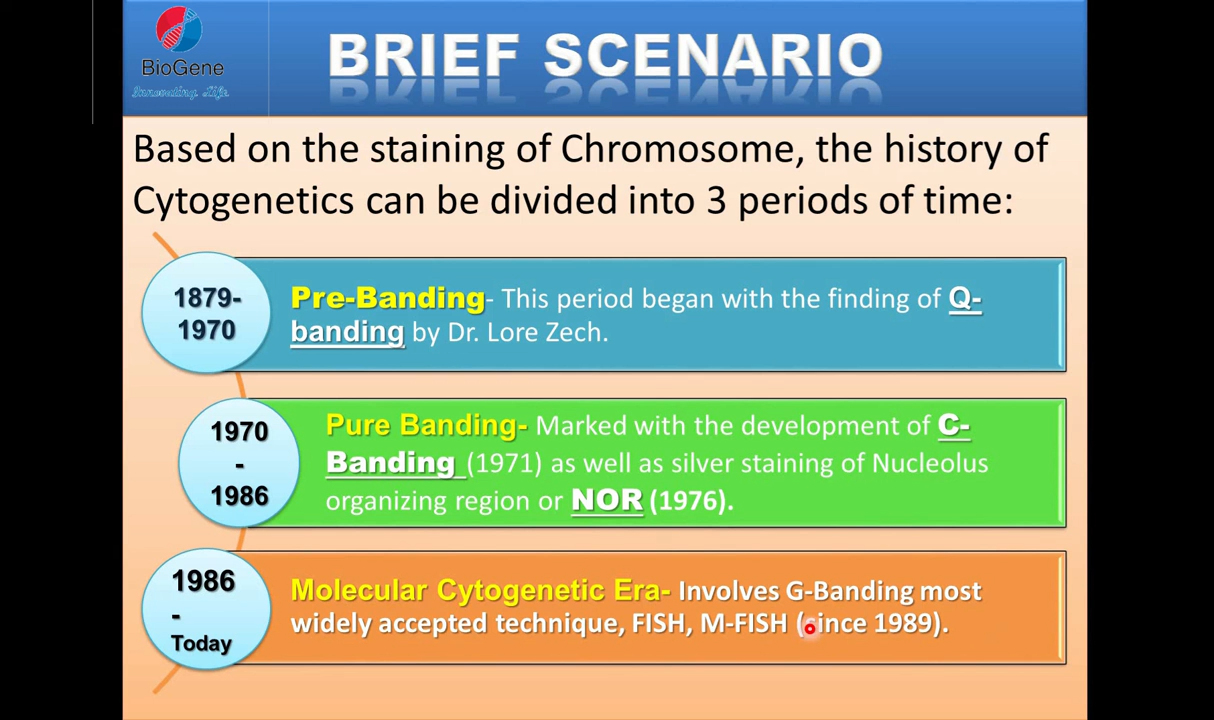 BioGene
Innovating Life
BRIEF SCENARIO
Based on the staining of Chromosome, the history of
Cytogenetics can be divided into 3 periods of time:
1879-
1970
Pre-Banding- This period began with the finding of Q-
banding by Dr. Lore Zech.
1970
-
1986
Pure Banding- Marked with the development of C-
Banding (1971) as well as silver staining of Nucleolus
organizing region or NOR (1976).
1986
-
Today
Molecular Cytogenetic Era- Involves G-Banding most
widely accepted technique, FISH, M-FISH (since 1989).